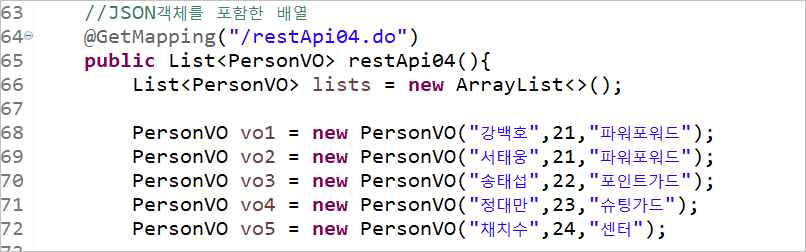 63 //JSON객체를 포함한 배열
64 @GetMapping("/restApi04.do")
65 public List<PersonVO> restApi04(){
66 List<PersonVO> lists = new ArrayList<>();
67
68 PersonVO vo1 = new PersonVO("강백호",21,"파워포워드");
69 PersonVO vo2 = new PersonVO("서태웅",21,"파워포워드");
70 PersonVO vo3 = new PersonVO("송태섭",22,"포인트가드");
71 PersonVO vo4 = new PersonVO("정대만",23,"슈팅가드");
72 PersonVO vo5 = new PersonVO("채치수",24,"센터");